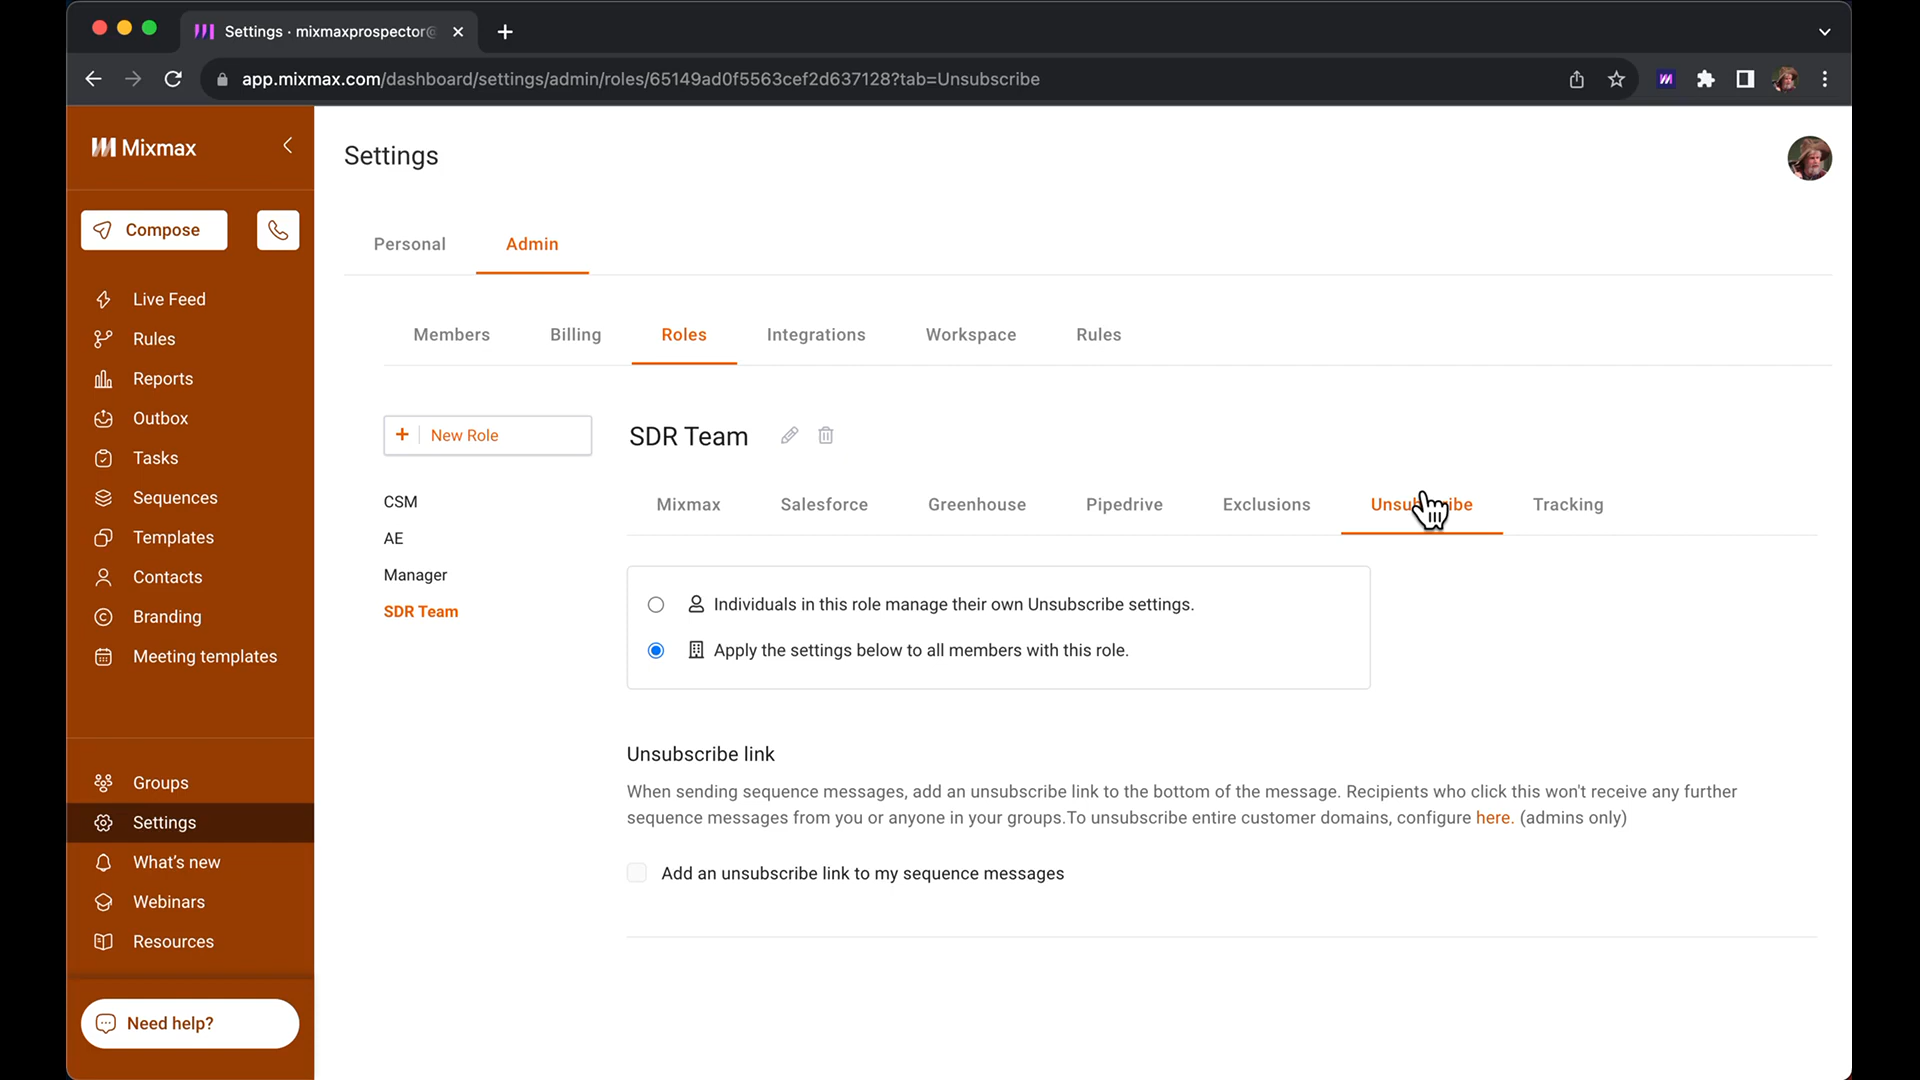 Settings · mixmaxprospector@
app.mixmax.com/dashboard/settings/admin/roles/65149ad0f5563cef2d637128?tab=Unsubscribe
Mixmax
Settings
Compose
Personal
Admin
Live Feed
Rules
Reports
Outbox
Tasks
Sequences
Templates
Contacts
Branding
Meeting templates
Groups
Settings
What's new
Webinars
Resources
Need help?
Members
Billing
Roles
Integrations
Workspace
Rules
New Role
CSM
AE
Manager
SDR Team
SDR Team
Mixmax
Salesforce
Greenhouse
Pipedrive
Exclusions
Unsubscribe
Tracking
Individuals in this role manage their own Unsubscribe settings.
Apply the settings below to all members with this role.
Unsubscribe link
When sending sequence messages, add an unsubscribe link to the bottom of the message. Recipients who click this won't receive any further
sequence messages from you or anyone in your groups.To unsubscribe entire customer domains, configure here. (admins only)
Add an unsubscribe link to my sequence messages